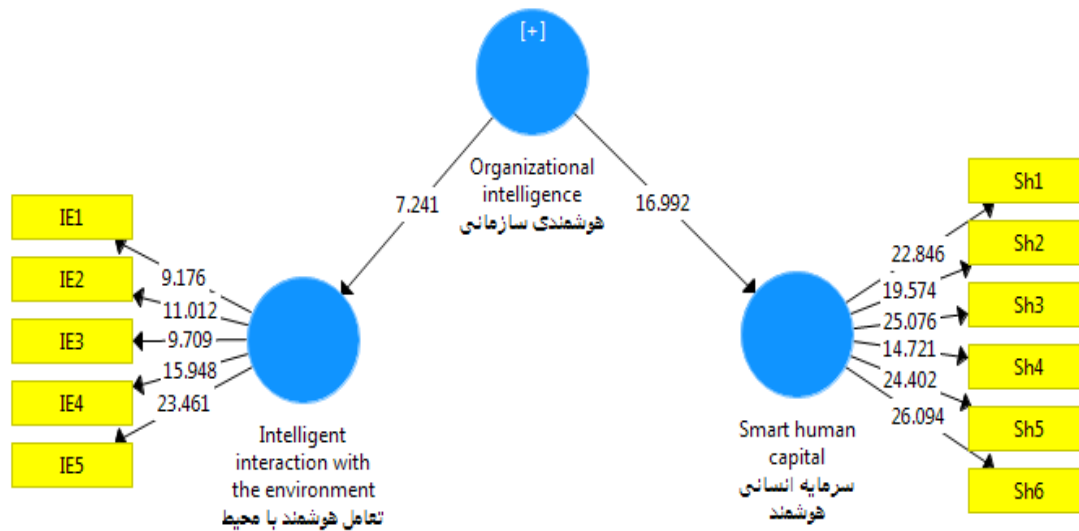 [+]
Organizational
intelligence
هوشمندی سازمانی
7.241
16.992
IE1
IE2
IE3
IE4
IE5
9.176
11.012
9.709
15.948
23.461
Intelligent
interaction with
the environment
تعامل هوشمند با محیط
Sh1
Sh2
Sh3
Sh4
Sh5
Sh6
22.846
19.574
25.076
14.721
24.402
26.094
Smart human
capital
سرمایه انسانی
هوشمند